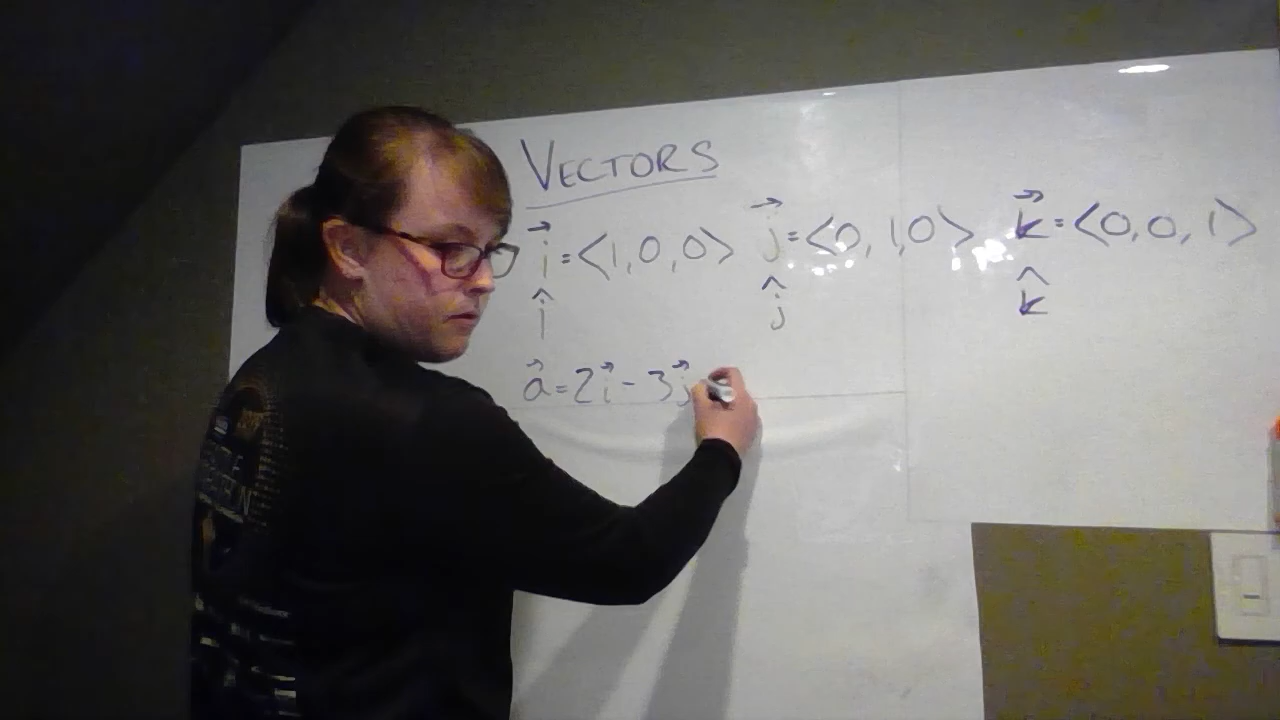 VECTORS
i⃗ = <1, 0, 0> j⃗ = <0, 1, 0> k⃗ = <0, 0, 1>
î ĵ k̂
a⃗ = 2i⃗ - 3j⃗